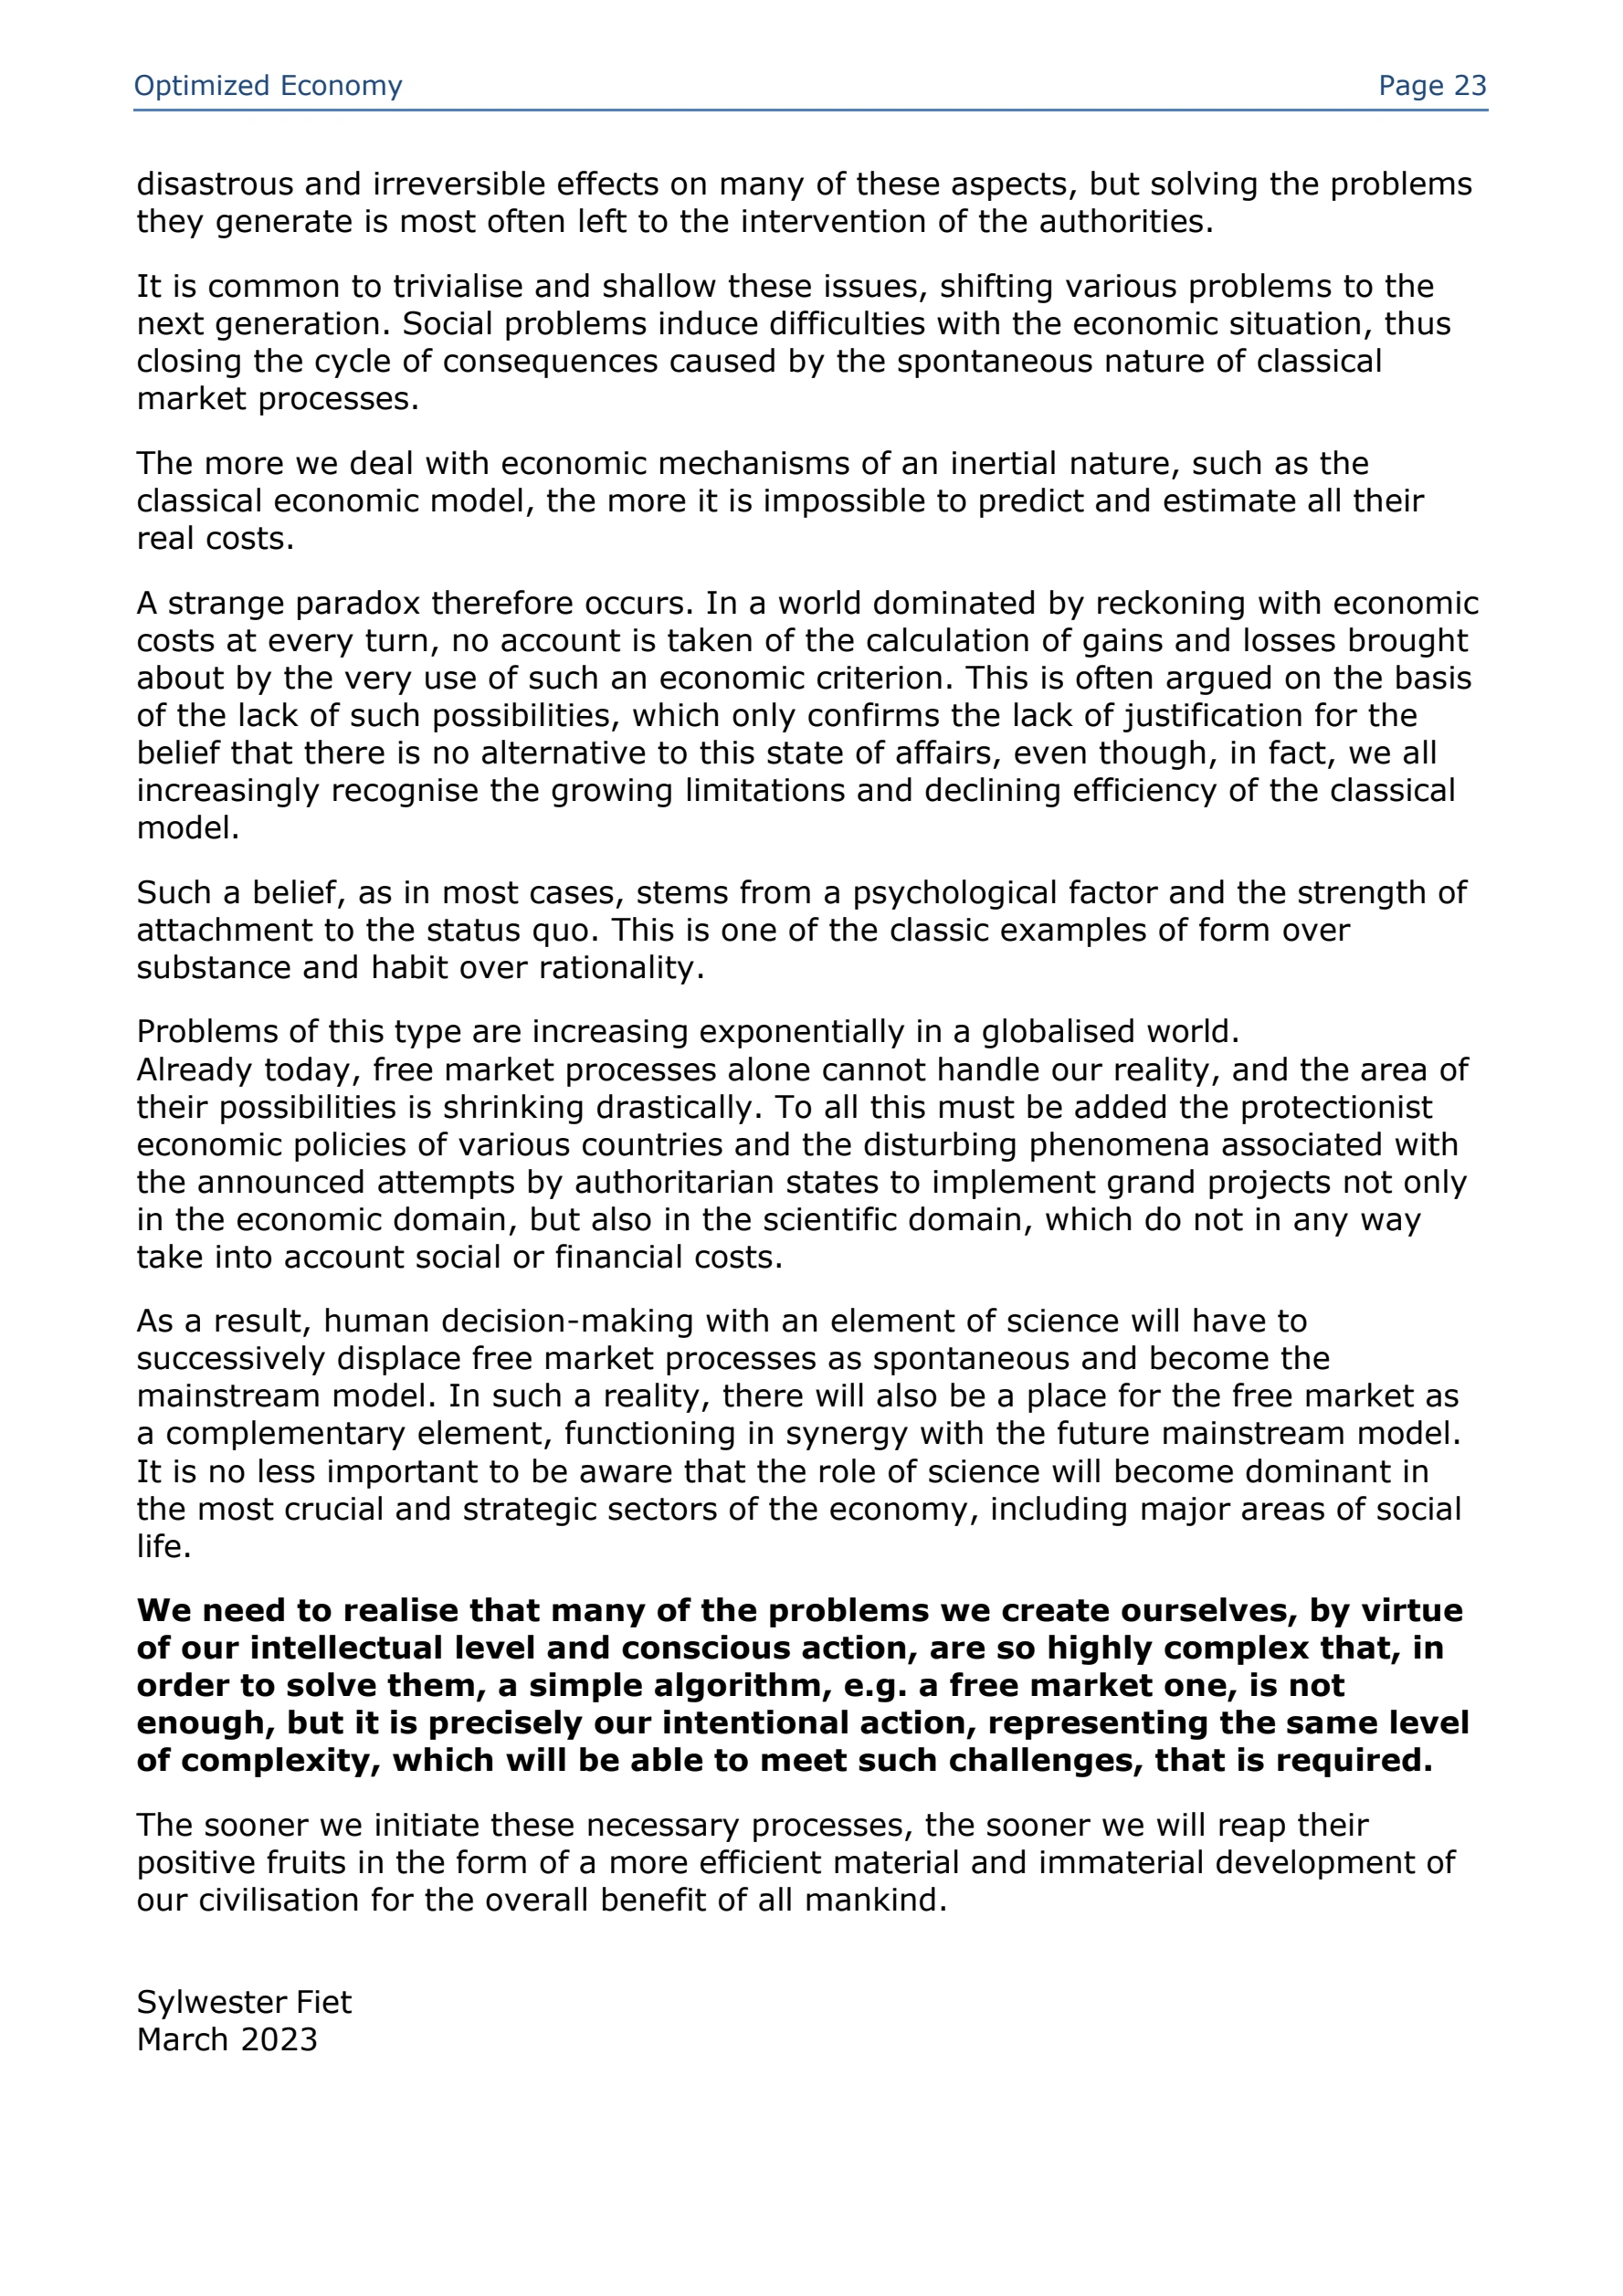 Optimized Economy Page 23
disastrous and irreversible effects on many of these aspects, but solving the problems
they generate is most often left to the intervention of the authorities.
It is common to trivialise and shallow these issues, shifting various problems to the
next generation. Social problems induce difficulties with the economic situation, thus
closing the cycle of consequences caused by the spontaneous nature of classical
market processes.
The more we deal with economic mechanisms of an inertial nature, such as the
classical economic model, the more it is impossible to predict and estimate all their
real costs.
A strange paradox therefore occurs. In a world dominated by reckoning with economic
costs at every turn, no account is taken of the calculation of gains and losses brought
about by the very use of such an economic criterion. This is often argued on the basis
of the lack of such possibilities, which only confirms the lack of justification for the
belief that there is no alternative to this state of affairs, even though, in fact, we all
increasingly recognise the growing limitations and declining efficiency of the classical
model.
Such a belief, as in most cases, stems from a psychological factor and the strength of
attachment to the status quo. This is one of the classic examples of form over
substance and habit over rationality.
Problems of this type are increasing exponentially in a globalised world.
Already today, free market processes alone cannot handle our reality, and the area of
their possibilities is shrinking drastically. To all this must be added the protectionist
economic policies of various countries and the disturbing phenomena associated with
the announced attempts by authoritarian states to implement grand projects not only
in the economic domain, but also in the scientific domain, which do not in any way
take into account social or financial costs.
As a result, human decision-making with an element of science will have to
successively displace free market processes as spontaneous and become the
mainstream model. In such a reality, there will also be a place for the free market as
a complementary element, functioning in synergy with the future mainstream model.
It is no less important to be aware that the role of science will become dominant in
the most crucial and strategic sectors of the economy, including major areas of social
life.
We need to realise that many of the problems we create ourselves, by virtue
of our intellectual level and conscious action, are so highly complex that, in
order to solve them, a simple algorithm, e.g. a free market one, is not
enough, but it is precisely our intentional action, representing the same level
of complexity, which will be able to meet such challenges, that is required.
The sooner we initiate these necessary processes, the sooner we will reap their
positive fruits in the form of a more efficient material and immaterial development of
our civilisation for the overall benefit of all mankind.
Sylwester Fiet
March 2023